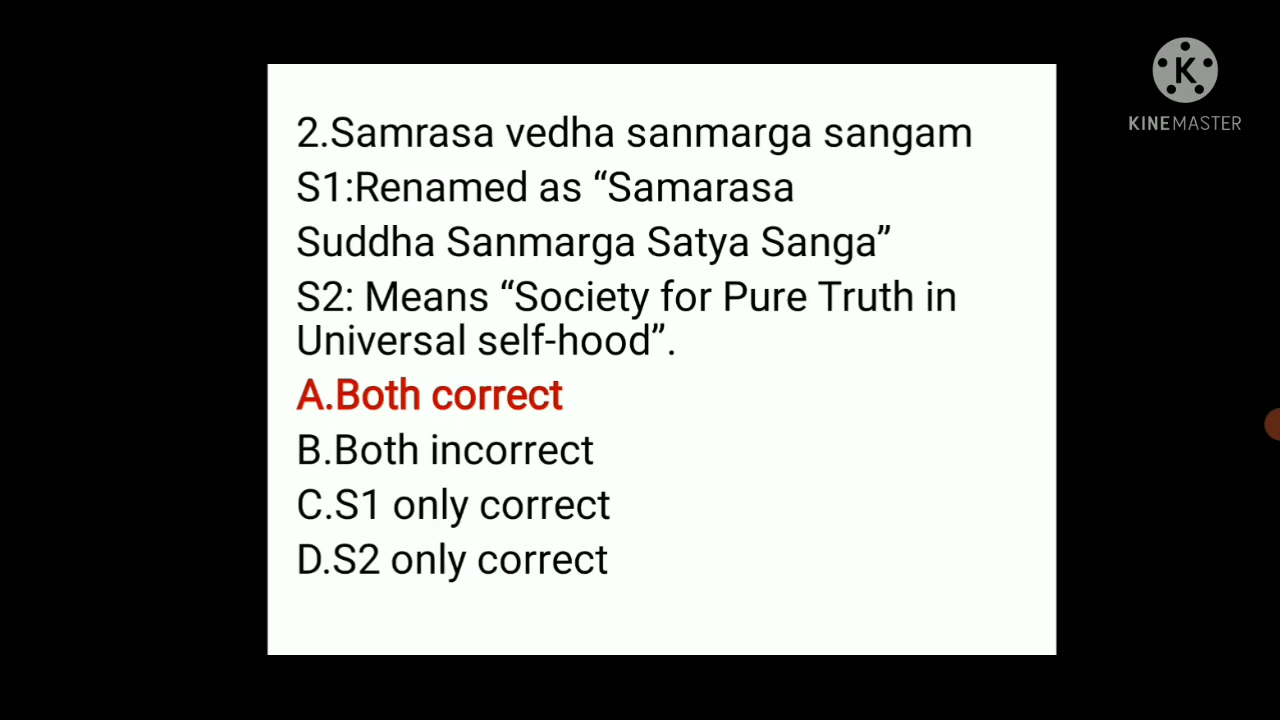 2.Samrasa vedha sanmarga sangam
S1:Renamed as “Samarasa
Suddha Sanmarga Satya Sanga”
S2: Means “Society for Pure Truth in
Universal self-hood”.
A.Both correct
B.Both incorrect
C.S1 only correct
D.S2 only correct
K
KINEMASTER